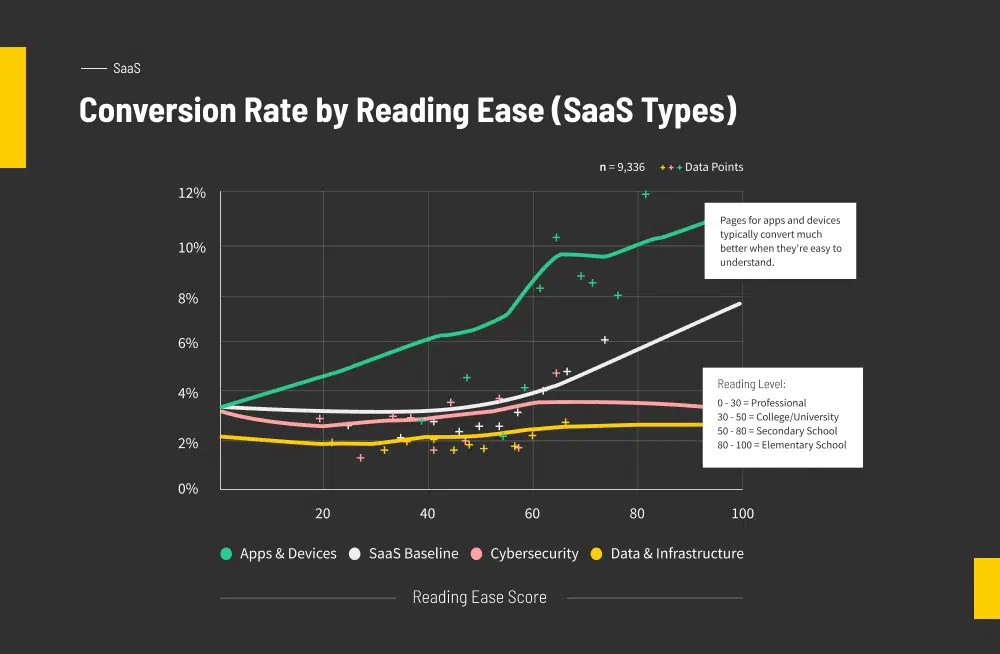 SaaS
Conversion Rate by Reading Ease (SaaS Types)
n = 9,336 Data Points
12%
10%
8%
6%
4%
2%
0%
Pages for apps and devices
typically convert much
better when they're easy to
understand.
Reading Level:
0 - 30 = Professional
30 - 50 = College/University
50 - 80 = Secondary School
80 - 100 = Elementary School
20 40 60 80 100
Apps & Devices SaaS Baseline Cybersecurity Data & Infrastructure
Reading Ease Score